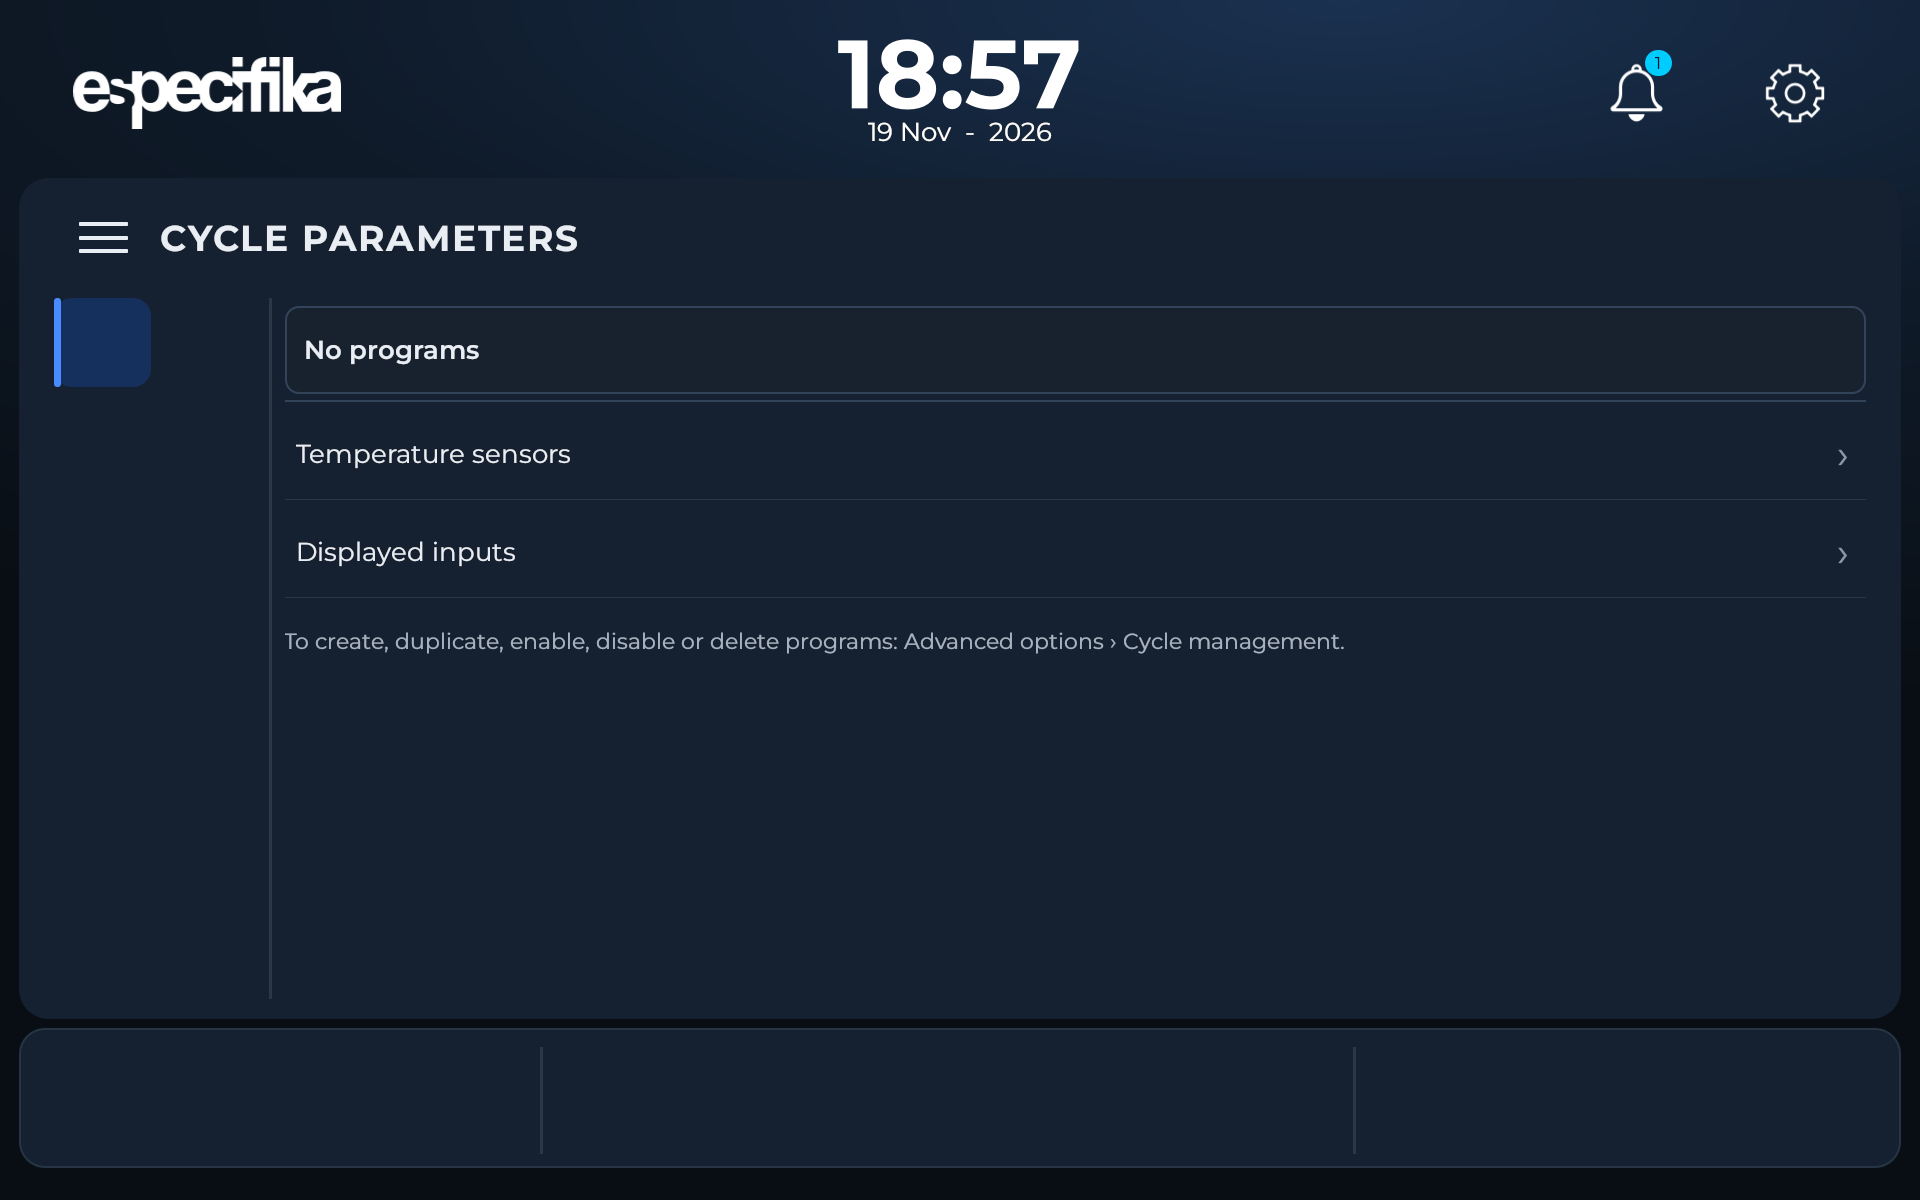 especifika
18:57
19 Nov - 2026
1
CYCLE PARAMETERS
No programs
Temperature sensors ›
Displayed inputs ›
To create, duplicate, enable, disable or delete programs: Advanced options › Cycle management.